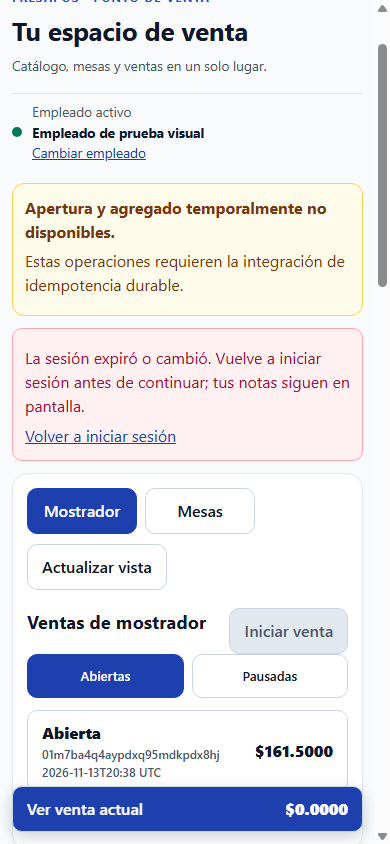 Tu espacio de venta
Catálogo, mesas y ventas en un solo lugar.
Empleado activo
Empleado de prueba visual
Cambiar empleado
Apertura y agregado temporalmente no
disponibles.
Estas operaciones requieren la integración de
idempotencia durable.
La sesión expiró o cambió. Vuelve a iniciar
sesión antes de continuar; tus notas siguen en
pantalla.
Volver a iniciar sesión
Mostrador
Mesas
Actualizar vista
Ventas de mostrador
Iniciar venta
Abiertas
Pausadas
Abierta
01m7ba4q4aypdxq95mdkpdx8hj
$161.5000
2026-11-13T20:38 UTC
Ver venta actual
$0.0000